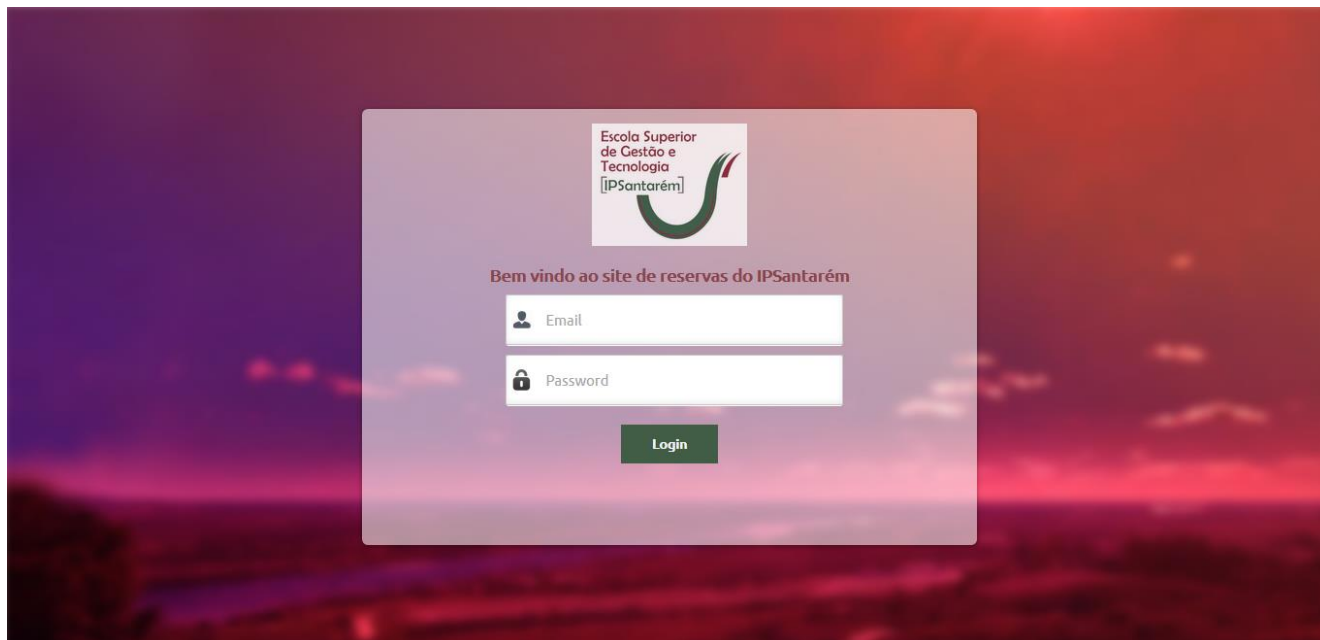 Escola Superior
de Gestão e
Tecnologia
[IPSantarém]
Bem vindo ao site de reservas do IPSantarém
Email
Password
Login